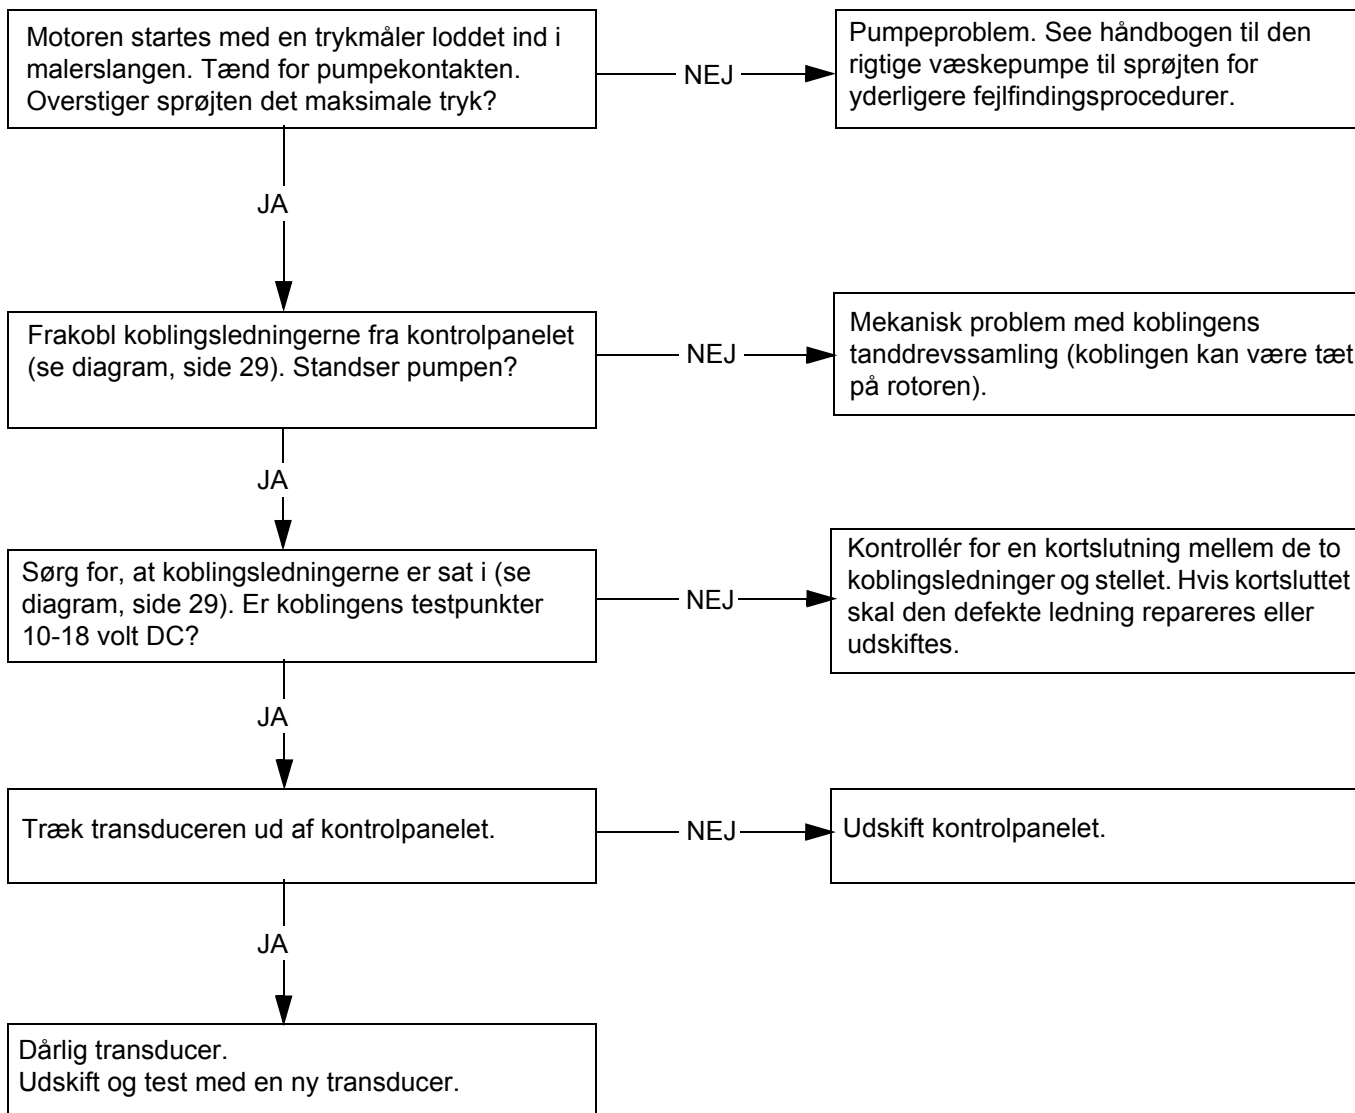 Motoren startes med en trykmåler loddet ind i
malerslangen. Tænd for pumpekontakten.
Overstiger sprøjten det maksimale tryk?
NEJ
Pumpeproblem. See håndbogen til den
rigtige væskepumpe til sprøjten for
yderligere fejlfindingsprocedurer.
JA
Frakobl koblingsledningerne fra kontrolpanelet
(se diagram, side 29). Standser pumpen?
NEJ
Mekanisk problem med koblingens
tanddrevssamling (koblingen kan være tæt
på rotoren).
JA
Sørg for, at koblingsledningerne er sat i (se
diagram, side 29). Er koblingens testpunkter
10-18 volt DC?
NEJ
Kontrollér for en kortslutning mellem de to
koblingsledninger og stellet. Hvis kortsluttet
skal den defekte ledning repareres eller
udskiftes.
JA
Træk transduceren ud af kontrolpanelet.
NEJ
Udskift kontrolpanelet.
JA
Dårlig transducer.
Udskift og test med en ny transducer.